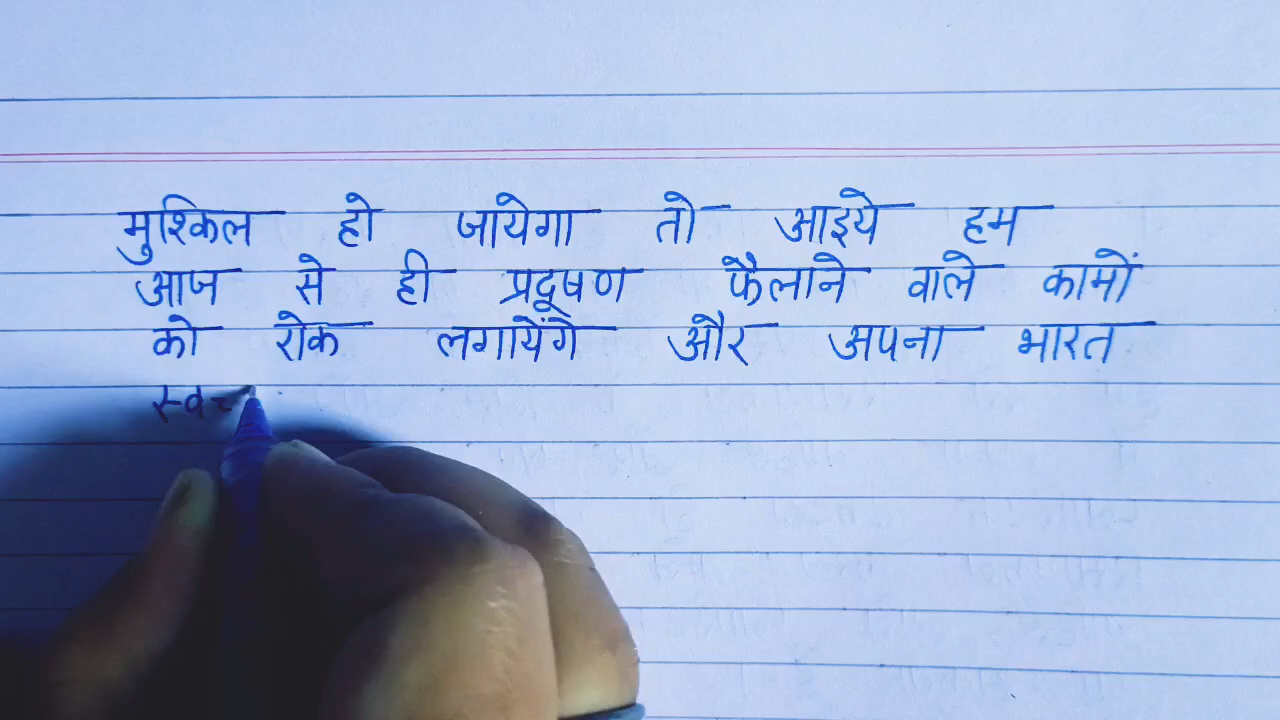 मुश्किल हो जायेगा तो आइये हम
आज से ही प्रदूषण फैलाने वाले कामों
को रोक लगायेंगे और अपना भारत